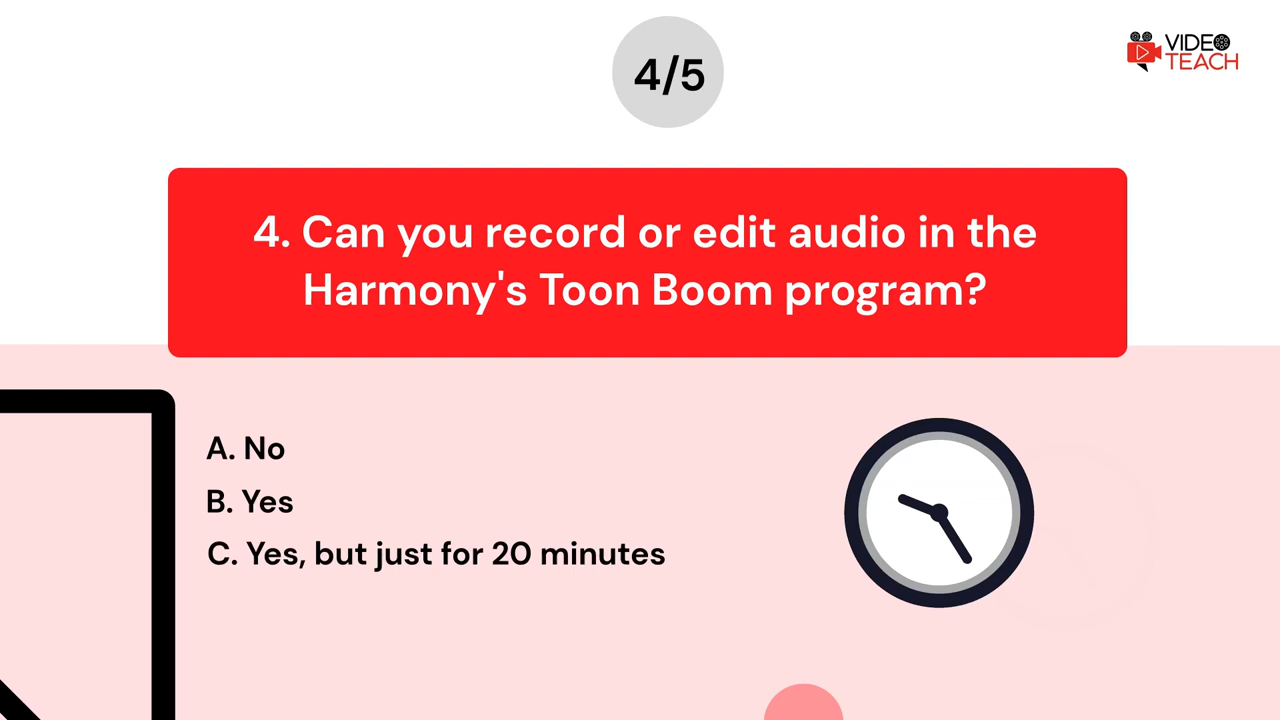 4/5
VIDEO
TEACH
4. Can you record or edit audio in the
Harmony's Toon Boom program?
A. No
B. Yes
C. Yes, but just for 20 minutes